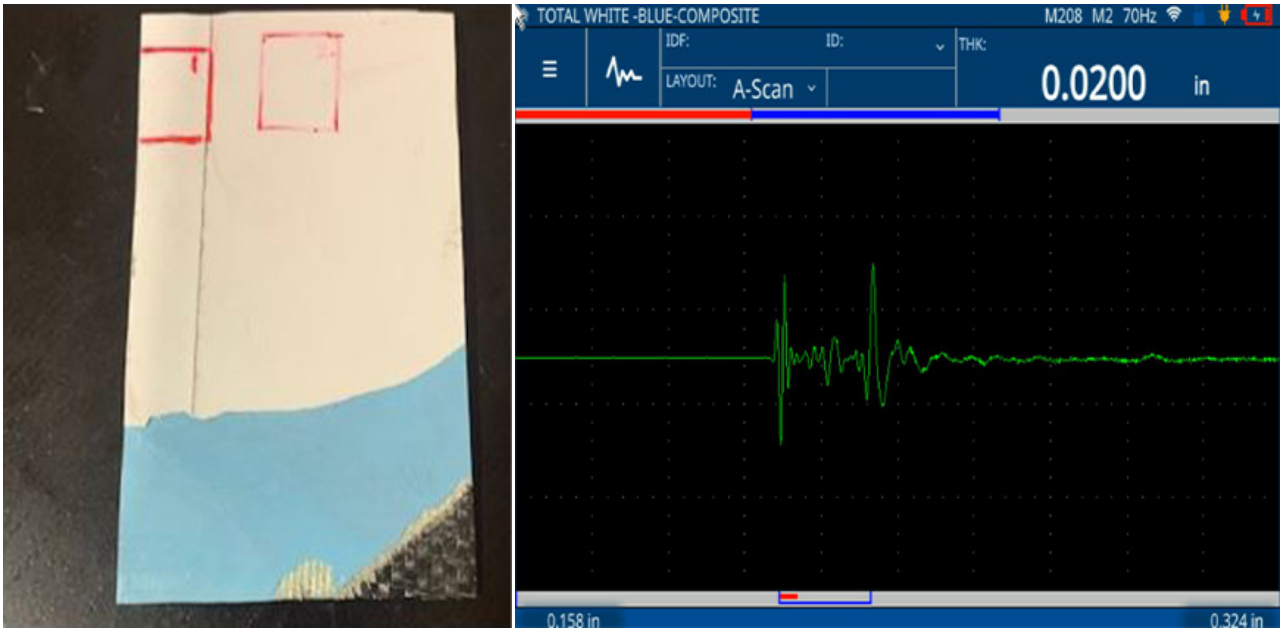 1
TOTAL WHITE -BLUE-COMPOSITE
M208 M2 70Hz
IDF:
ID:
THK:
LAYOUT: A-Scan
0.0200 in
0.158 in
0.324 in